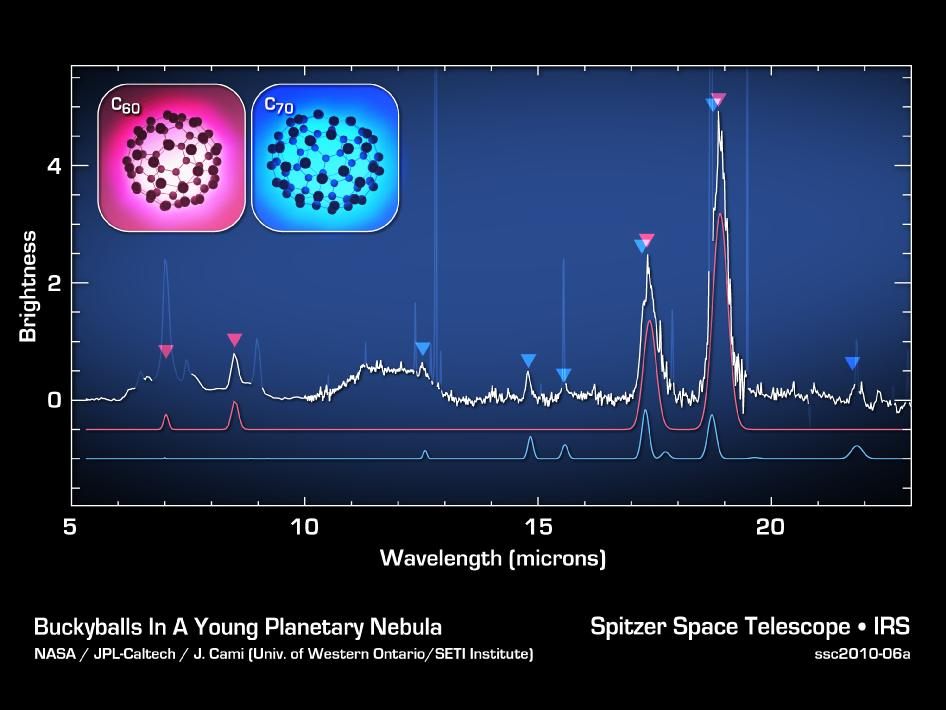 C60
C70
4
2
0
Brightness
5
10
15
20
Wavelength (microns)
Buckyballs In A Young Planetary Nebula
NASA / JPL-Caltech / J. Cami (Univ. of Western Ontario/SETI Institute)
Spitzer Space Telescope • IRS
ssc2010-06a